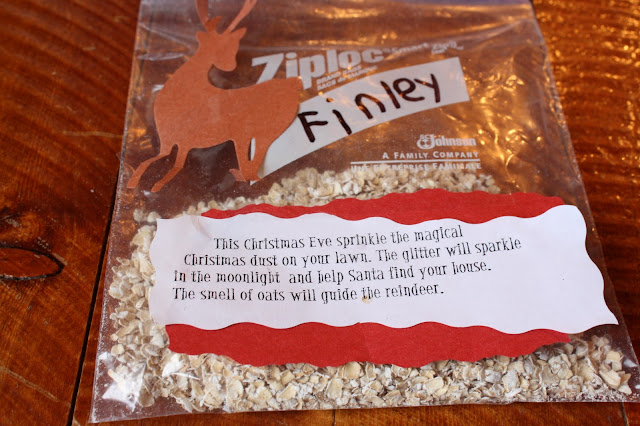 Ziploc
BRAND
Finley
SC Johnson
A FAMILY COMPANY
This Christmas Eve sprinkle the magical
Christmas dust on your lawn. The glitter will sparkle
in the moonlight and help Santa find your house.
The smell of oats will guide the reindeer.